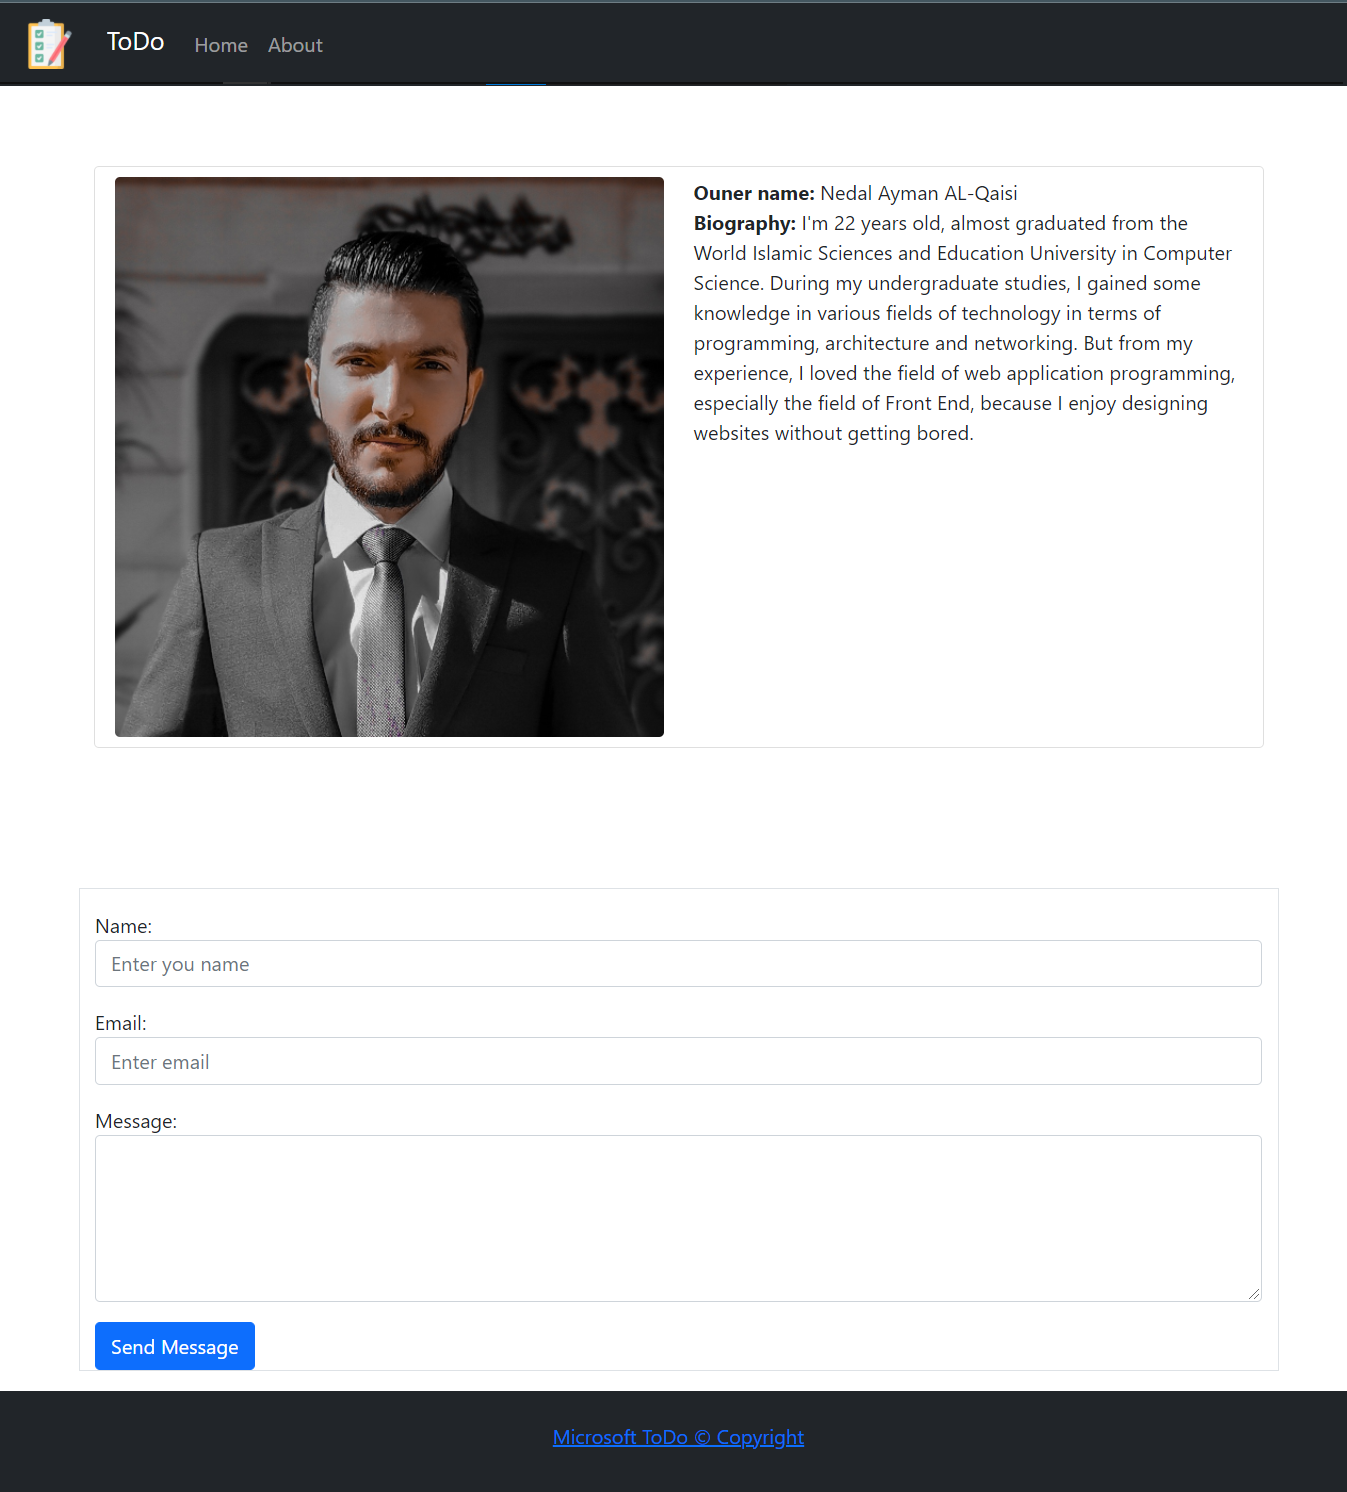 ToDo Home About
Ouner name: Nedal Ayman AL-Qaisi
Biography: I'm 22 years old, almost graduated from the
World Islamic Sciences and Education University in Computer
Science. During my undergraduate studies, I gained some
knowledge in various fields of technology in terms of
programming, architecture and networking. But from my
experience, I loved the field of web application programming,
especially the field of Front End, because I enjoy designing
websites without getting bored.
Name:
Enter you name
Email:
Enter email
Message:
Send Message
Microsoft ToDo © Copyright